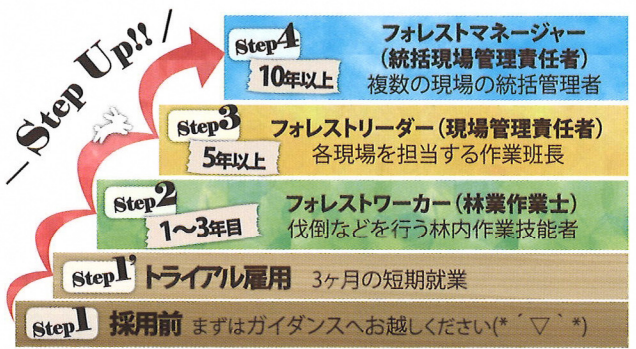 Step Up!!
Step4
10年以上
フォレストマネージャー
(統括現場管理責任者)
複数の現場の統括管理者
Step3
5年以上
フォレストリーダー(現場管理責任者)
各現場を担当する作業班長
Step2
1〜3年目
フォレストワーカー(林業作業士)
伐倒などを行う林内作業技能者
Step1' トライアル雇用 3ヶ月の短期就業
Step1 採用前 まずはガイダンスへお越しください(*´▽`*)